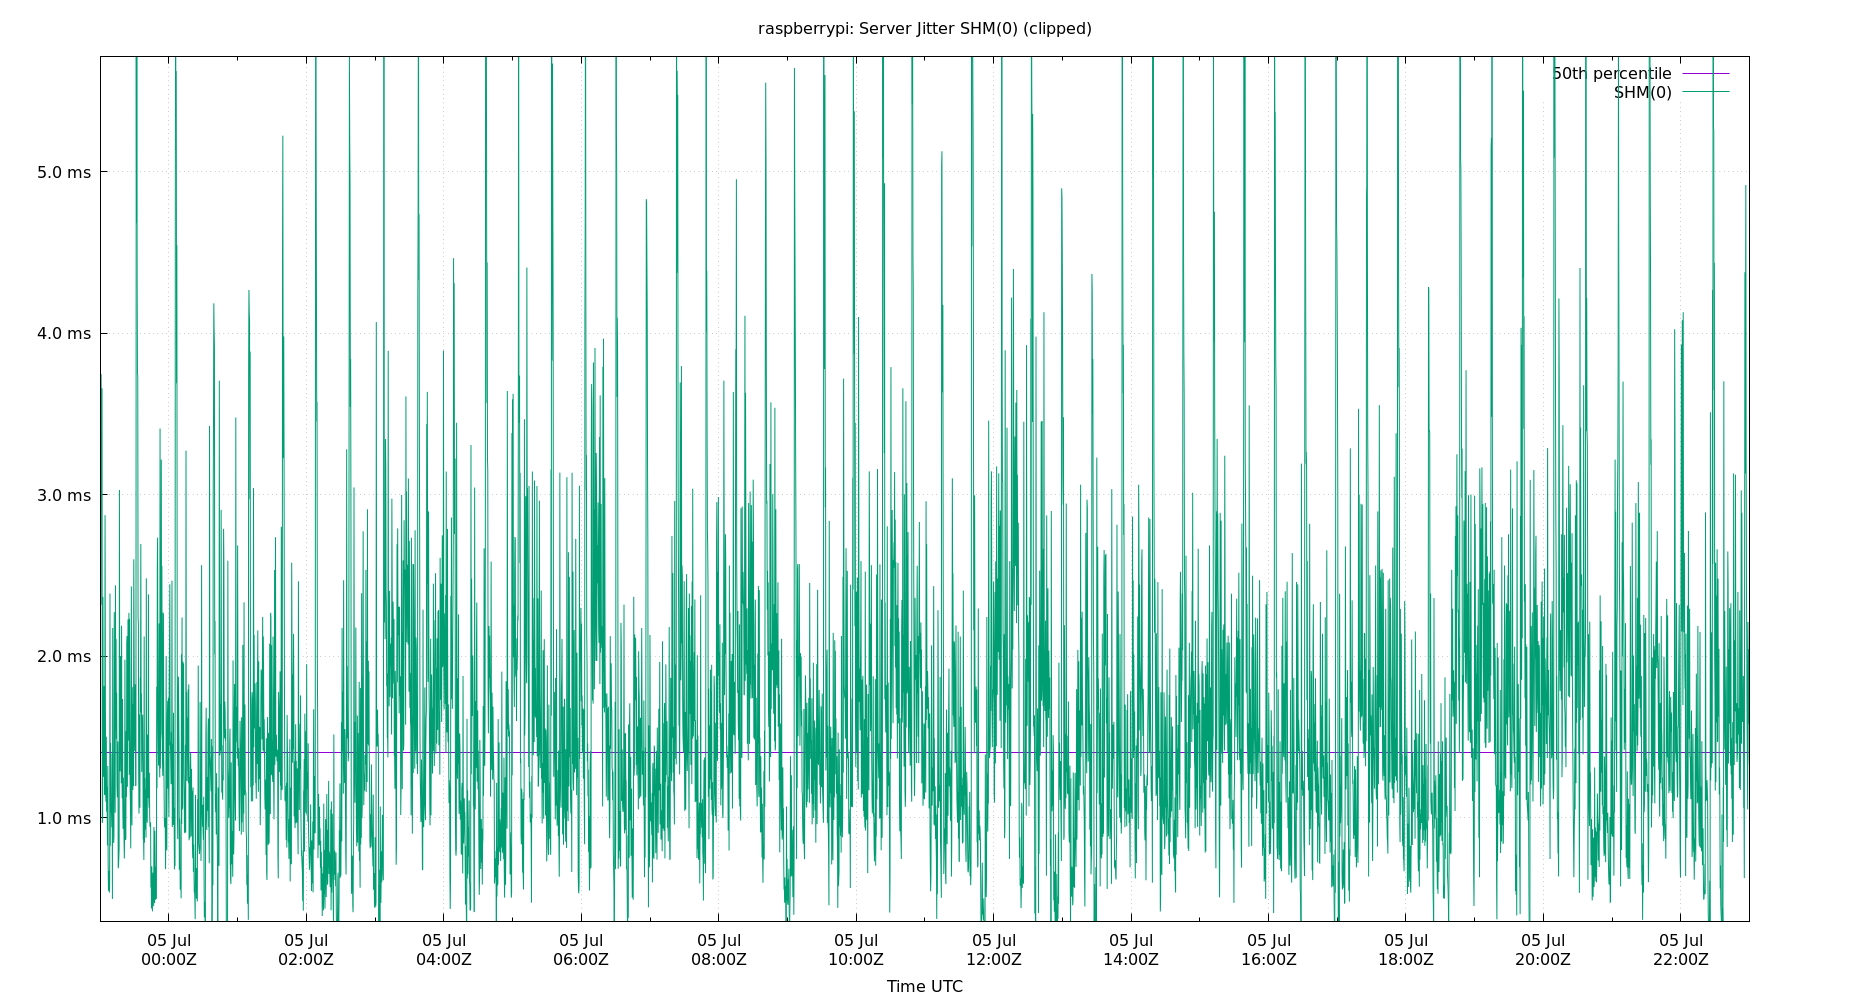 raspberrypi: Server Jitter SHM(0) (clipped)
50th percentile
SHM(0)
5.0 ms
4.0 ms
3.0 ms
2.0 ms
1.0 ms
05 Jul 05 Jul 05 Jul 05 Jul 05 Jul 05 Jul 05 Jul 05 Jul 05 Jul 05 Jul 05 Jul 05 Jul
00:00Z 02:00Z 04:00Z 06:00Z 08:00Z 10:00Z 12:00Z 14:00Z 16:00Z 18:00Z 20:00Z 22:00Z
Time UTC